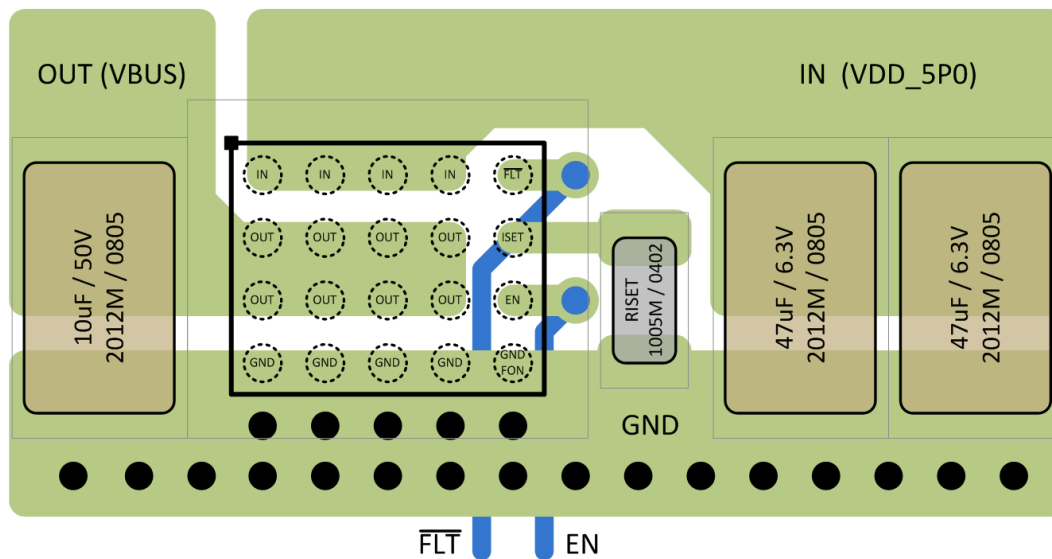 OUT (VBUS)
IN (VDD_5P0)
IN
IN
IN
IN
FLT
OUT
OUT
OUT
OUT
ISET
OUT
OUT
OUT
OUT
EN
GND
GND
GND
GND
GND
FON
10uF / 50V
2012M / 0805
RISET
1005M / 0402
47uF / 6.3V
2012M / 0805
47uF / 6.3V
2012M / 0805
GND
FLT
EN